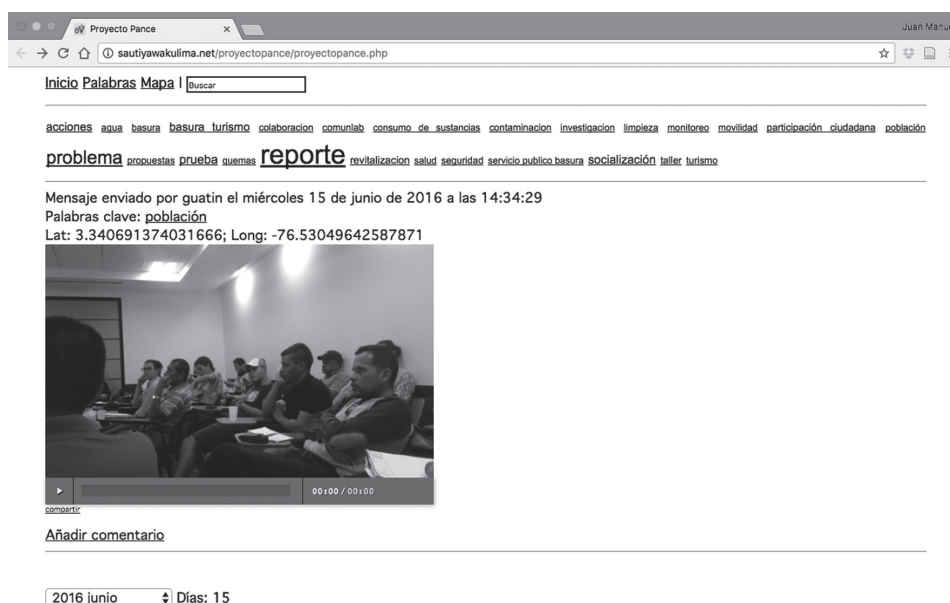 Proyecto Pance
Juan Manue
sautiyawakulima.net/proyectopance/proyectopance.php
Inicio Palabras Mapa | Buscar
acciones agua basura basura turismo colaboracion comunlab consumo de sustancias contaminacion investigacion limpieza monitoreo movilidad participación ciudadana población
problema propuestas prueba quemas reporte revitalizacion salud seguridad servicio publico basura socialización taller turismo
Mensaje enviado por guatin el miércoles 15 de junio de 2016 a las 14:34:29
Palabras clave: población
Lat: 3.340691374031666; Long: -76.53049642587871
00:00 / 00:00
compartir
Añadir comentario
2016 junio Días: 15